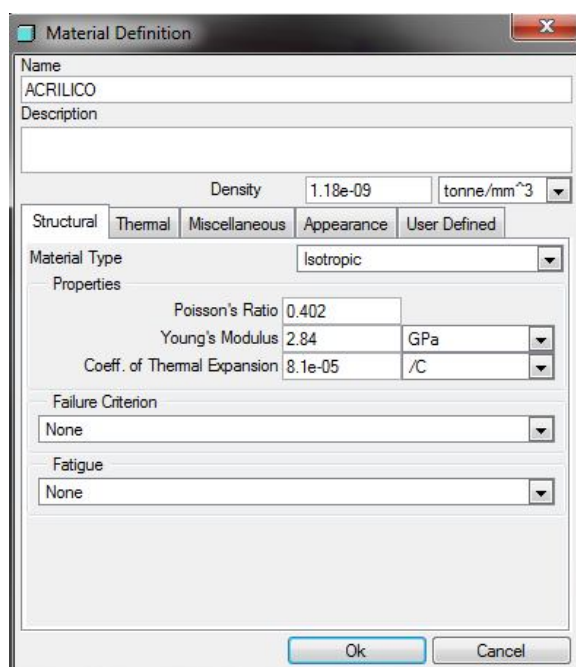 Material Definition
Name
ACRILICO
Description
Density 1.18e-09 tonne/mm^3
Structural Thermal Miscellaneous Appearance User Defined
Material Type Isotropic
Properties
Poisson's Ratio 0.402
Young's Modulus 2.84 GPa
Coeff. of Thermal Expansion 8.1e-05 /C
Failure Criterion
None
Fatigue
None
Ok Cancel